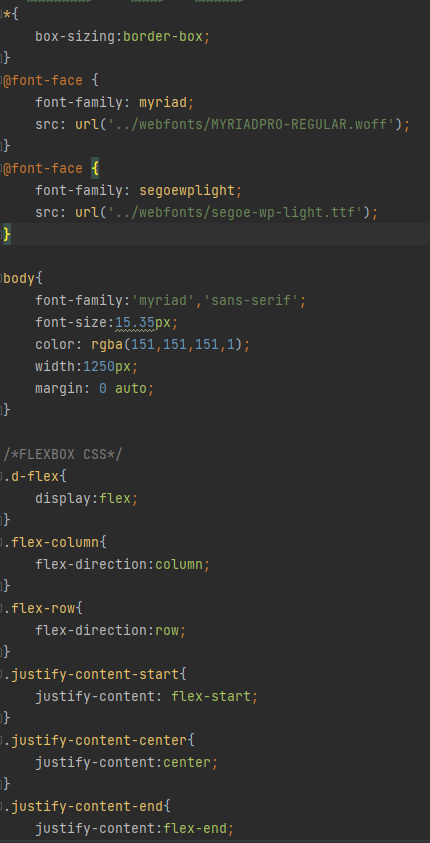 *{
box-sizing:border-box;
}
@font-face {
font-family: myriad;
src: url('../webfonts/MYRIADPRO-REGULAR.woff');
}
@font-face {
font-family: segoewplight;
src: url('../webfonts/segoe-wp-light.ttf');
}
body{
font-family:'myriad','sans-serif';
font-size:15.35px;
color: rgba(151,151,151,1);
width:1250px;
margin: 0 auto;
}
/*FLEXBOX CSS*/
.d-flex{
display:flex;
}
.flex-column{
flex-direction:column;
}
.flex-row{
flex-direction:row;
}
.justify-content-start{
justify-content: flex-start;
}
.justify-content-center{
justify-content:center;
}
.justify-content-end{
justify-content:flex-end;